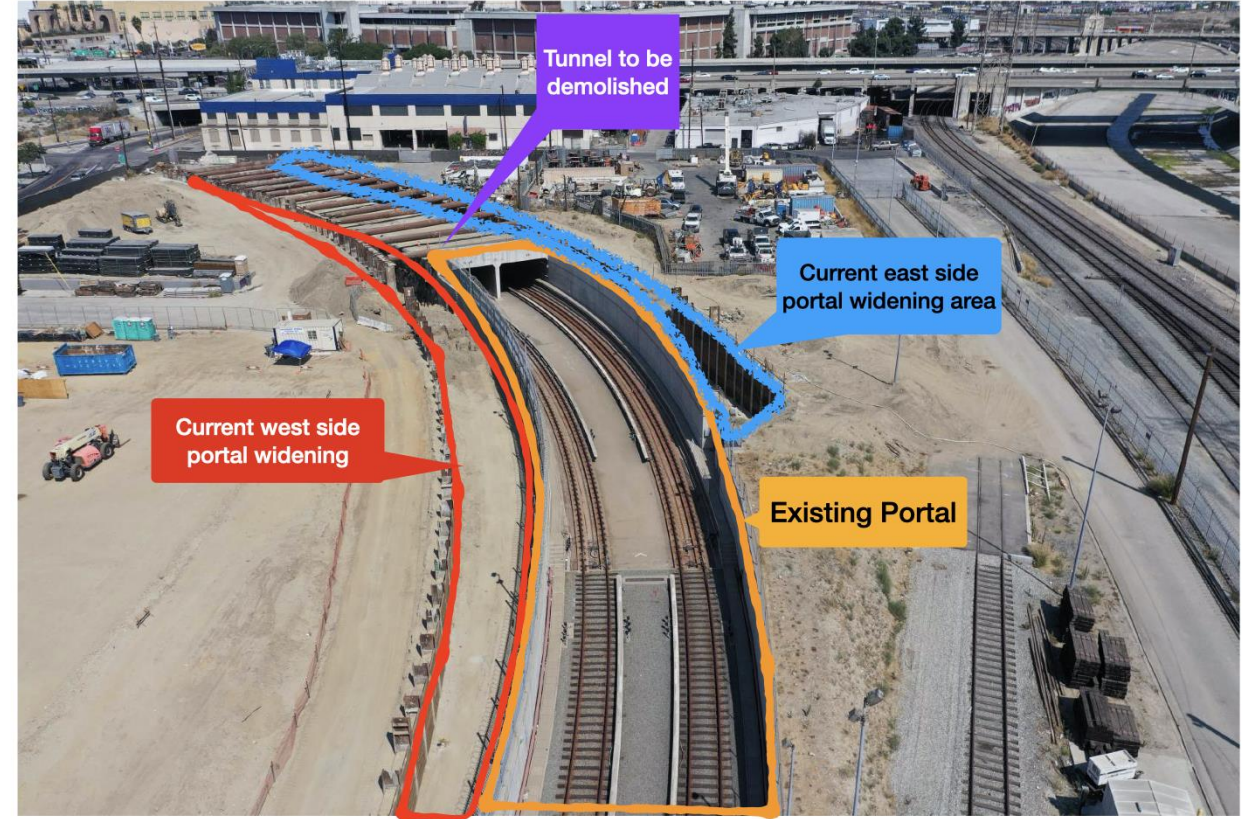 Tunnel to be
demolished
Current east side
portal widening area
Current west side
portal widening
Existing Portal